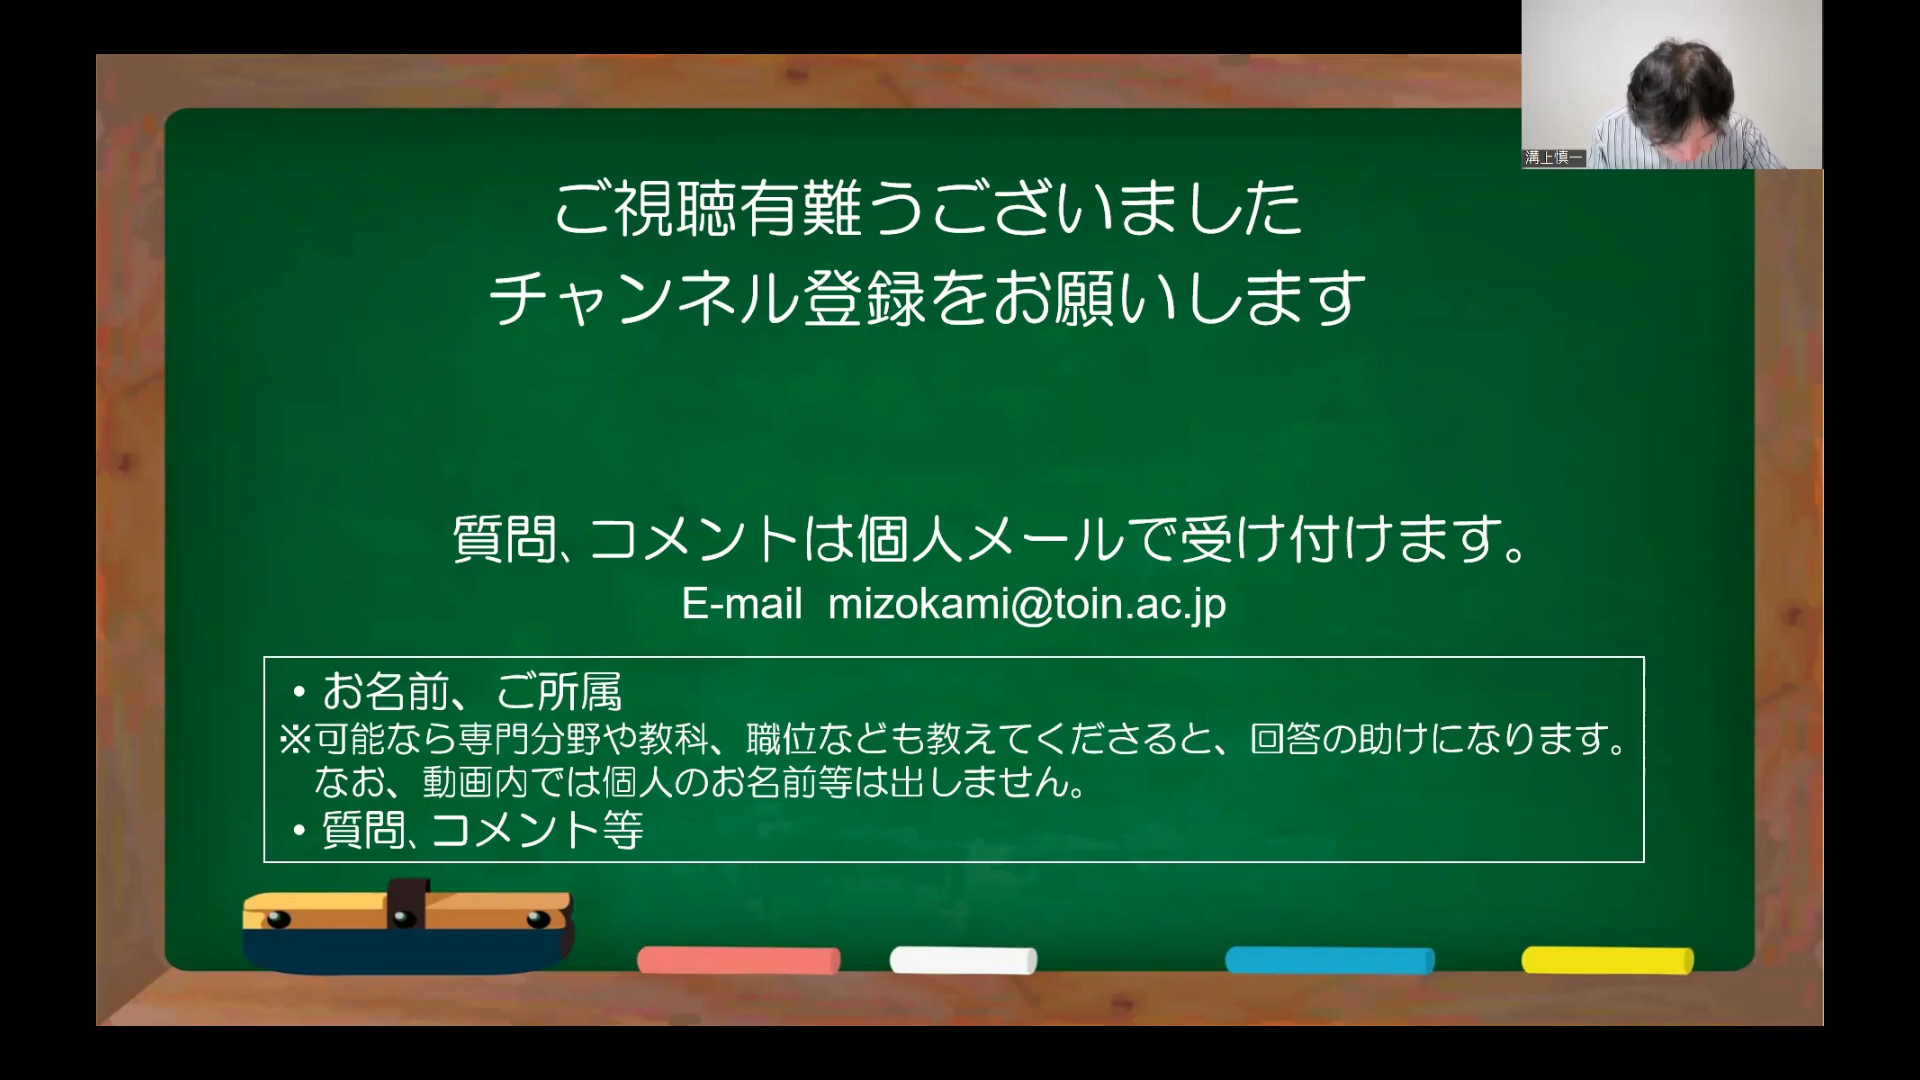 溝上慎一
ご視聴有難うございました
チャンネル登録をお願いします
質問、コメントは個人メールで受け付けます。
E-mail mizokami@toin.ac.jp
・お名前、ご所属
※可能なら専門分野や教科、職位なども教えてくださると、回答の助けになります。
なお、動画内では個人のお名前等は出しません。
・質問、コメント等